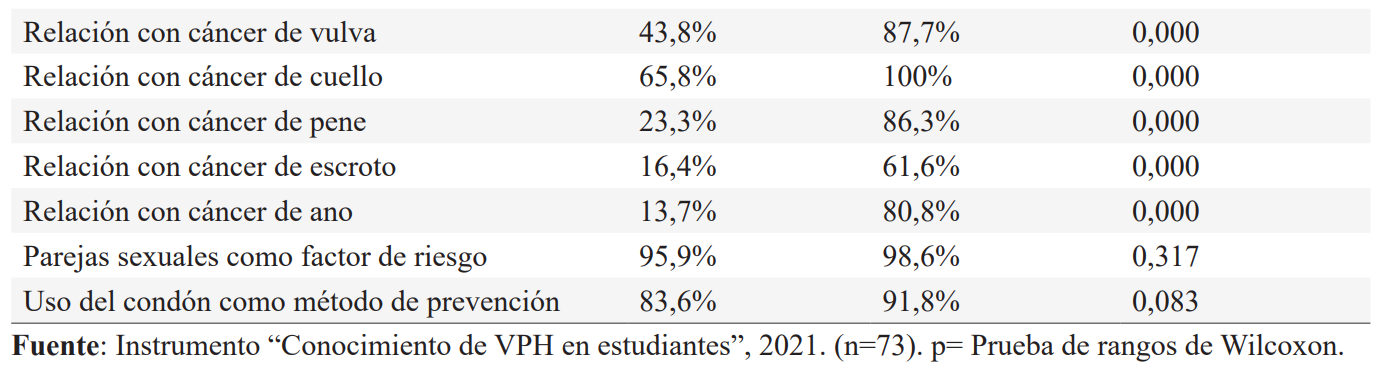 Relación con cáncer de vulva 43,8% 87,7% 0,000
Relación con cáncer de cuello 65,8% 100% 0,000
Relación con cáncer de pene 23,3% 86,3% 0,000
Relación con cáncer de escroto 16,4% 61,6% 0,000
Relación con cáncer de ano 13,7% 80,8% 0,000
Parejas sexuales como factor de riesgo 95,9% 98,6% 0,317
Uso del condón como método de prevención 83,6% 91,8% 0,083
Fuente: Instrumento “Conocimiento de VPH en estudiantes”, 2021. (n=73). p= Prueba de rangos de Wilcoxon.